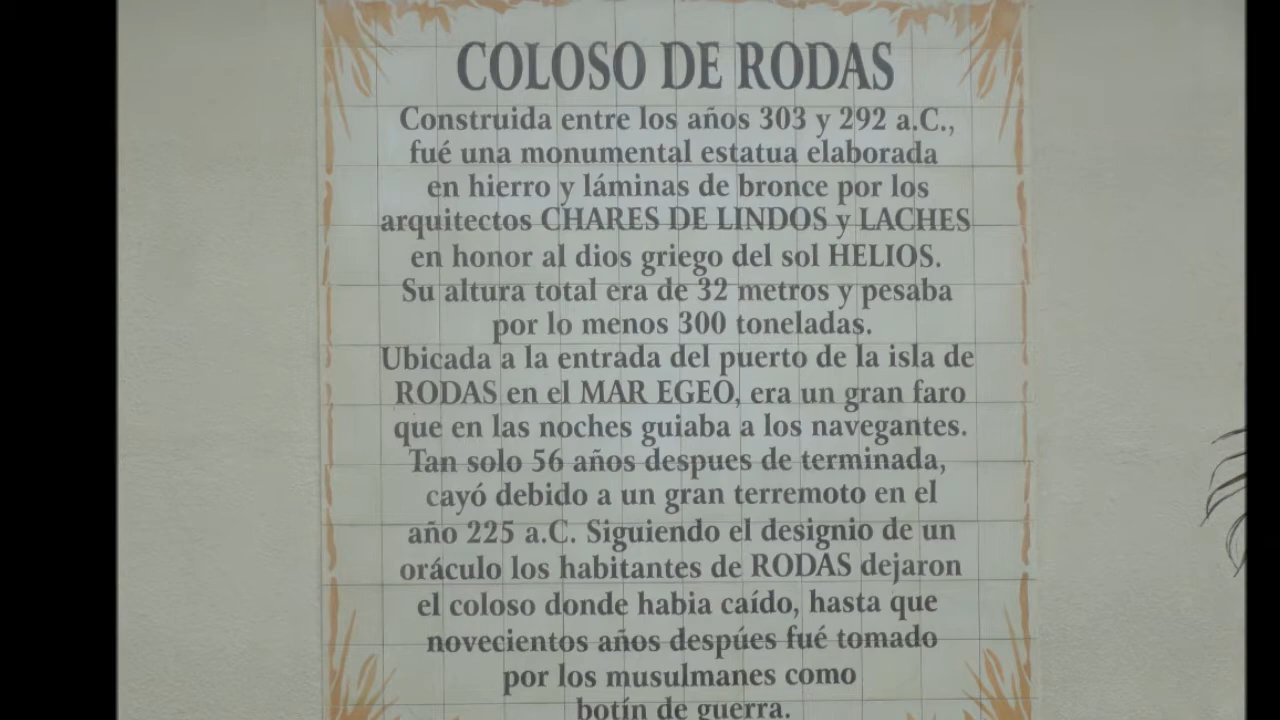 COLOSO DE RODAS
Construida entre los años 303 y 292 a.C.,
fué una monumental estatua elaborada
en hierro y láminas de bronce por los
arquitectos CHARES DE LINDOS y LACHES
en honor al dios griego del sol HELIOS.
Su altura total era de 32 metros y pesaba
por lo menos 300 toneladas.
Ubicada a la entrada del puerto de la isla de
RODAS en el MAR EGEO, era un gran faro
que en las noches guiaba a los navegantes.
Tan solo 56 años despues de terminada,
cayó debido a un gran terremoto en el
año 225 a.C. Siguiendo el designio de un
oráculo los habitantes de RODAS dejaron
el coloso donde habia caído, hasta que
novecientos años despúes fué tomado
por los musulmanes como
botín de guerra.